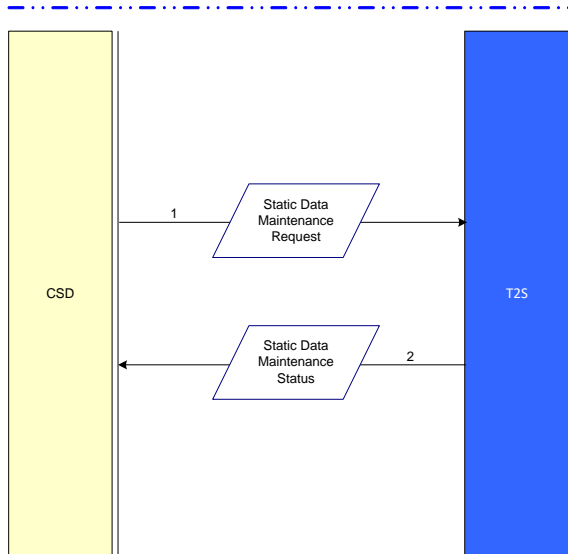 1
Static Data
Maintenance
Request
CSD
T2S
Static Data
Maintenance
Status
2